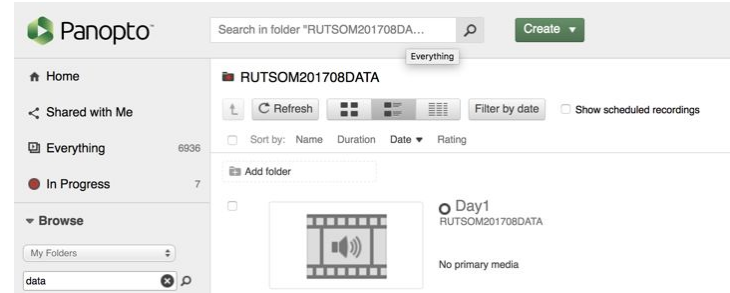 Panopto
Search in folder "RUTSOM201708DA...
Create
Everything
Home
Shared with Me
Everything 6936
In Progress 7
Browse
My Folders
data
RUTSOM201708DATA
Refresh
Filter by date
Show scheduled recordings
Sort by: Name Duration Date Rating
Add folder
Day1
RUTSOM201708DATA
No primary media